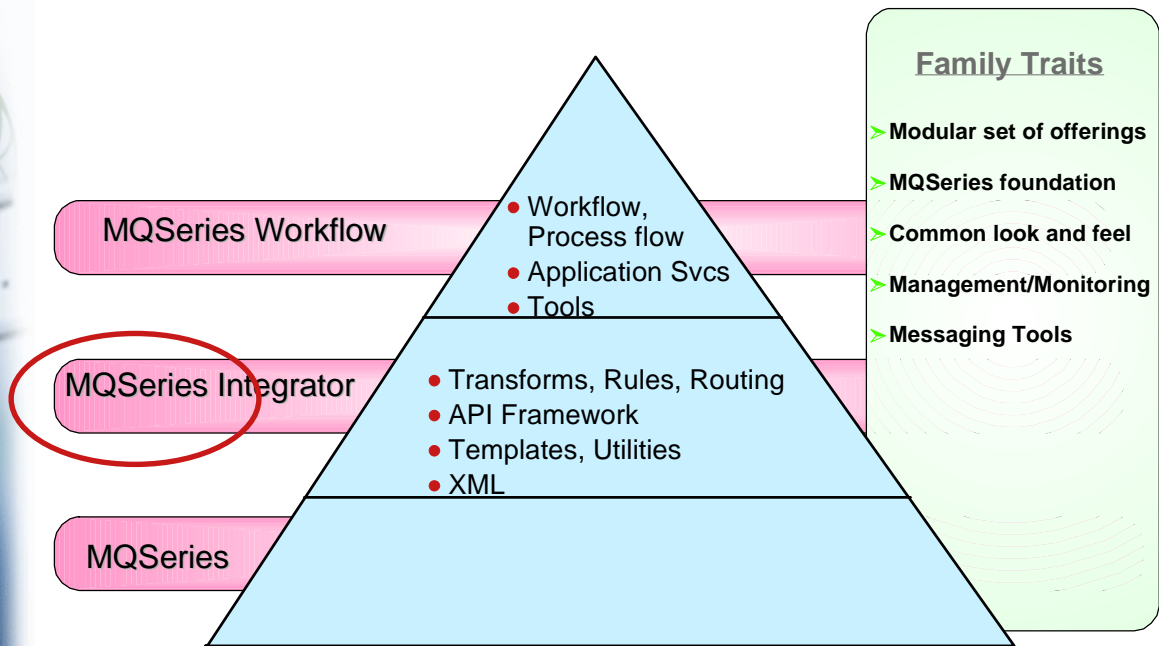 Family Traits
➢ Modular set of offerings
➢ MQSeries foundation
➢ Common look and feel
➢ Management/Monitoring
➢ Messaging Tools
MQSeries Workflow
● Workflow,
Process flow
● Application Svcs
● Tools
MQSeries Integrator
● Transforms, Rules, Routing
● API Framework
● Templates, Utilities
● XML
MQSeries